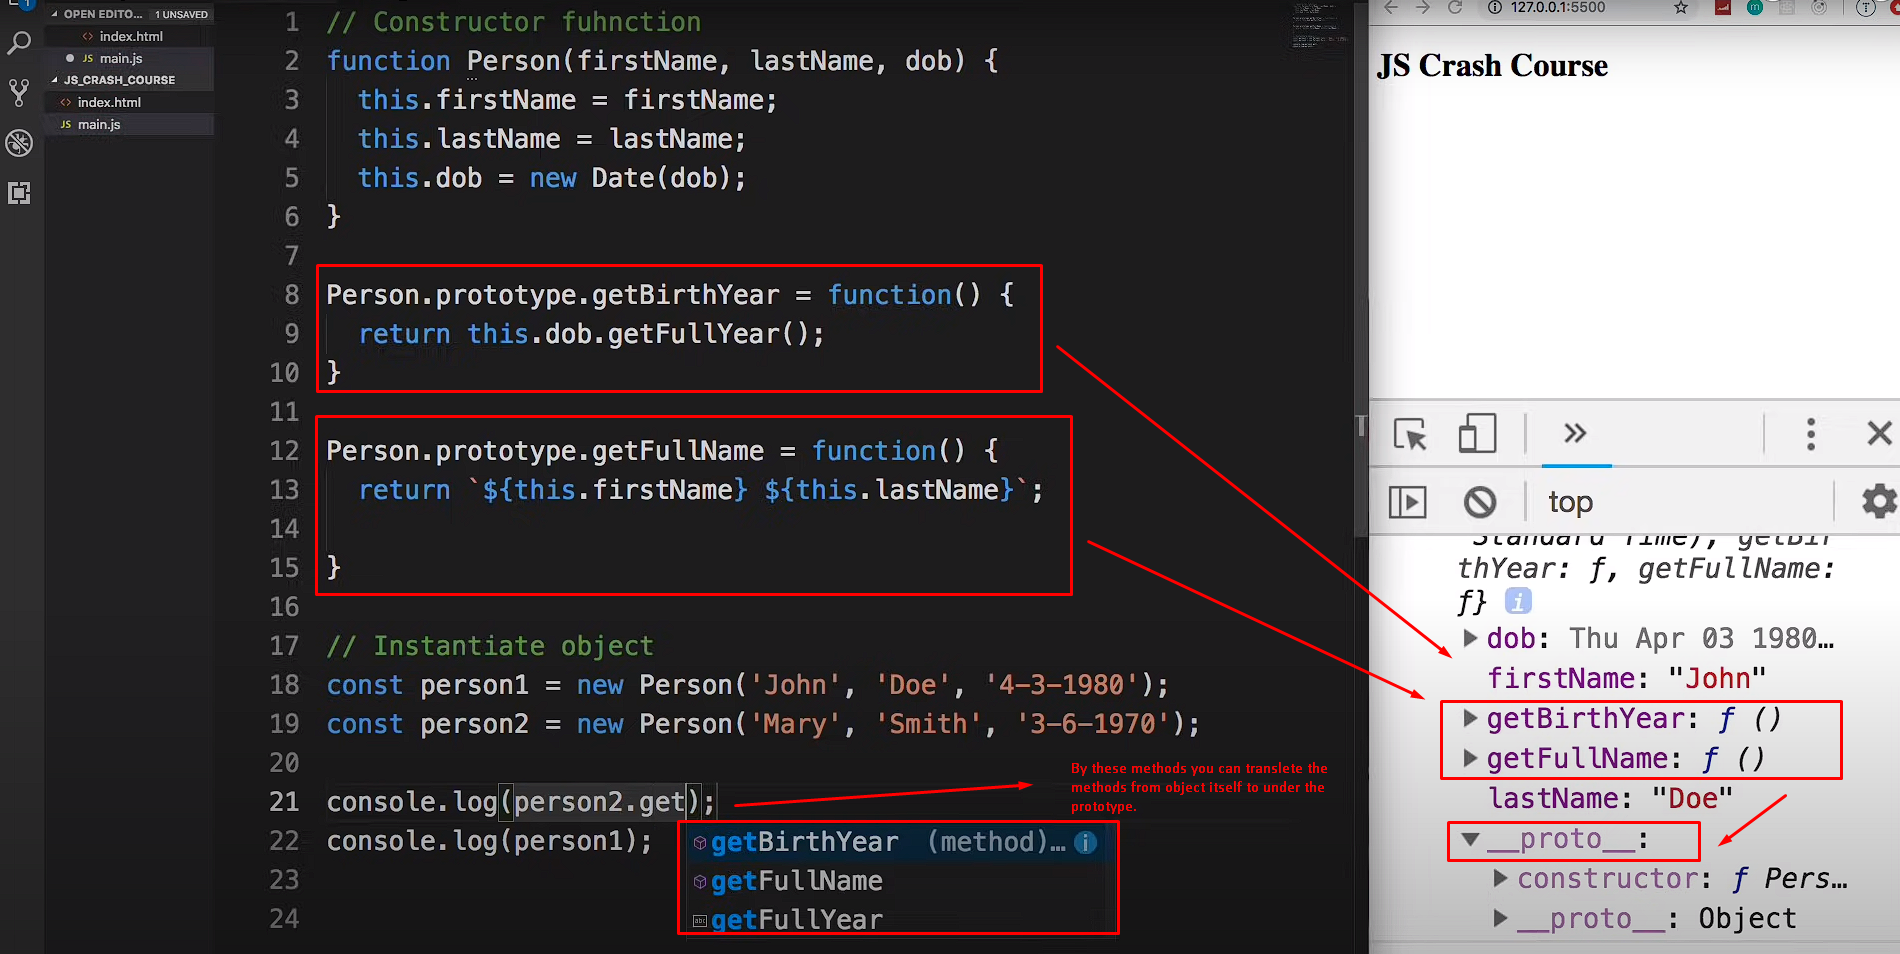 OPEN EDITO... 1 UNSAVED
<> index.html
JS main.js
JS_CRASH_COURSE
<> index.html
JS main.js
1 // Constructor fuhnction
2 function Person(firstName, lastName, dob) {
3 this.firstName = firstName;
4 this.lastName = lastName;
5 this.dob = new Date(dob);
6 }
7
8 Person.prototype.getBirthYear = function() {
9 return this.dob.getFullYear();
10 }
11
12 Person.prototype.getFullName = function() {
13 return `${this.firstName} ${this.lastName}`;
14
15 }
16
17 // Instantiate object
18 const person1 = new Person('John', 'Doe', '4-3-1980');
19 const person2 = new Person('Mary', 'Smith', '3-6-1970');
20
21 console.log(person2.get);
22 console.log(person1);
23
24
getBirthYear (method)...
getFullName
getFullYear
By these methods you can translete the
methods from object itself to under the
prototype.
127.0.0.1:5500
JS Crash Course
top
Standard Time), getBir
thYear: ƒ, getFullName:
ƒ}
dob: Thu Apr 03 1980…
firstName: "John"
getBirthYear: ƒ ()
getFullName: ƒ ()
lastName: "Doe"
__proto__:
constructor: ƒ Pers…
__proto__: Object